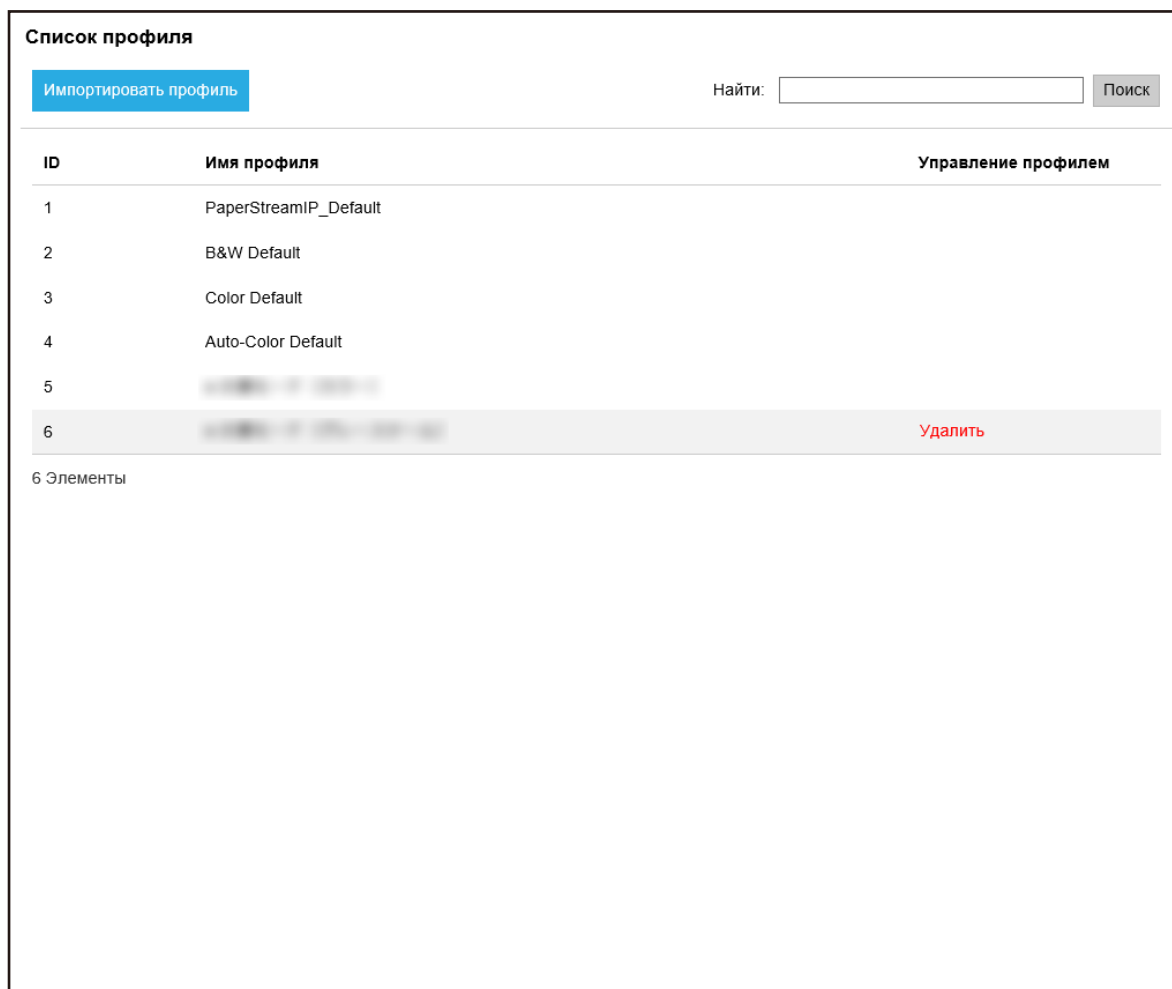 Список профиля
Импортировать профиль Найти: Поиск
ID Имя профиля Управление профилем
1 PaperStreamIP_Default
2 B&W Default
3 Color Default
4 Auto-Color Default
5
6 Удалить
6 Элементы